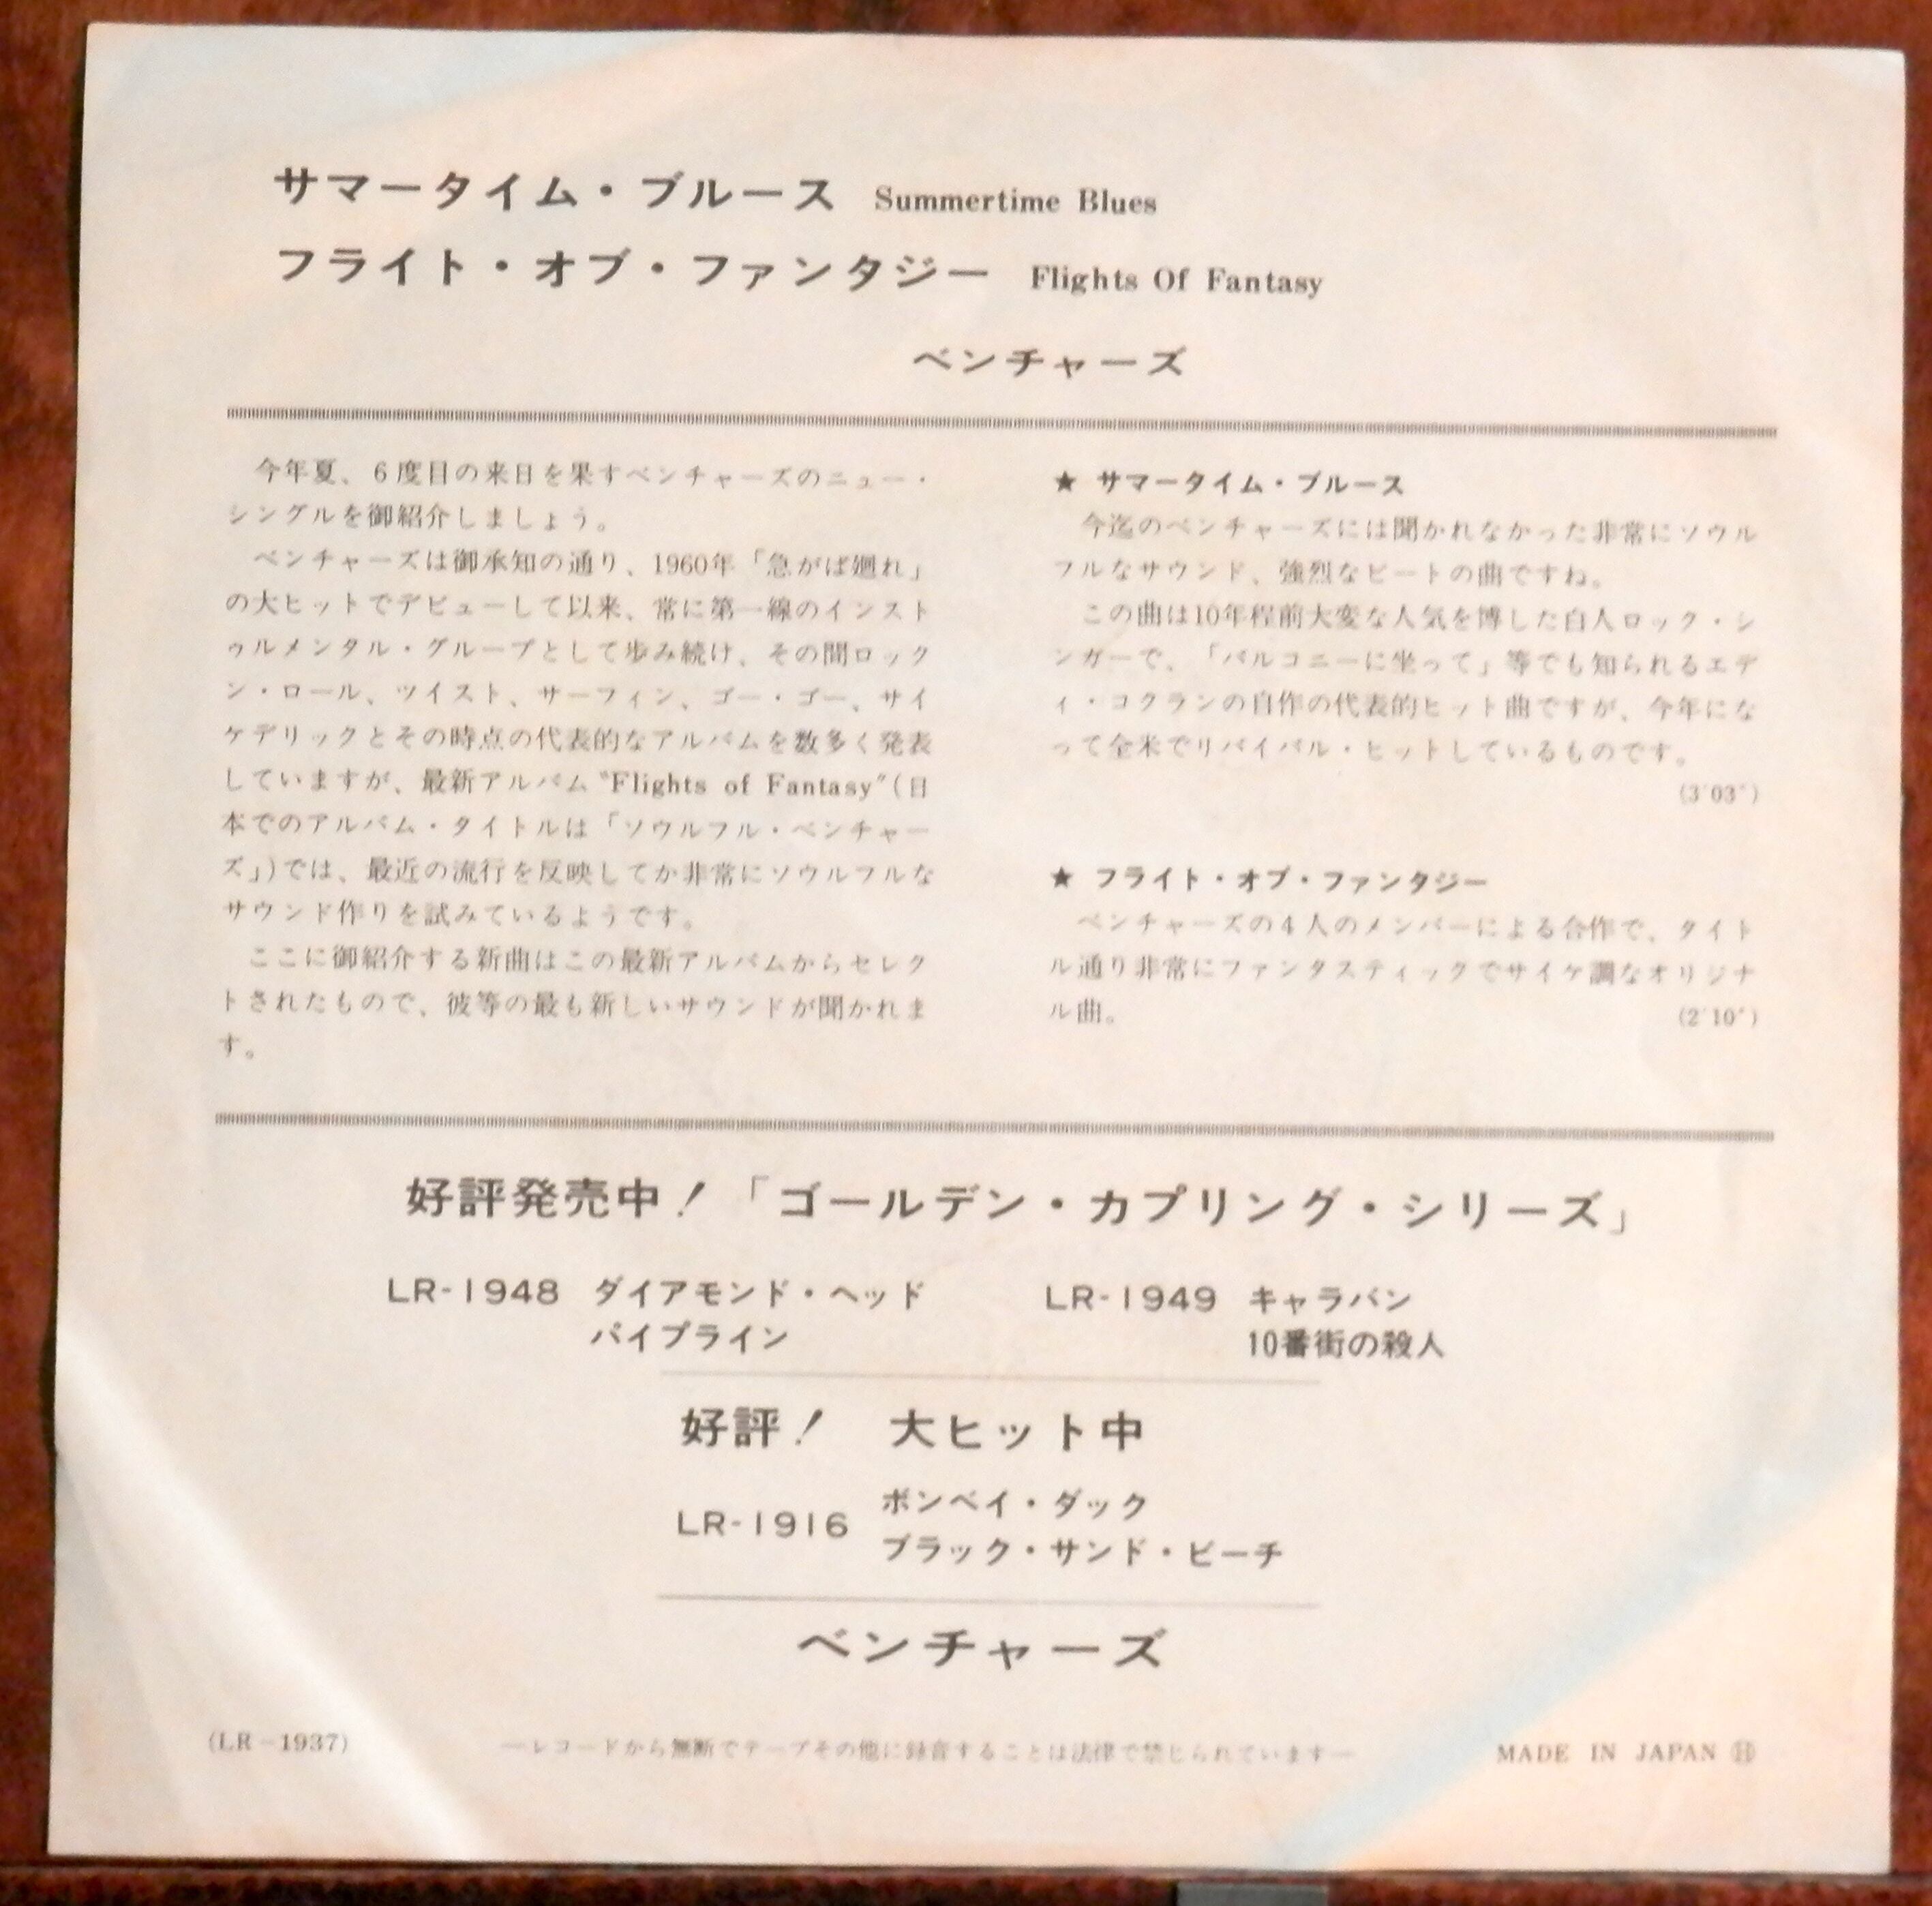 サマータイム・ブルース Summertime Blues
フライト・オブ・ファンタジー Flights Of Fantasy
ベンチャーズ
今年夏、6度目の来日を果すベンチャーズのニュー・
シングルを御紹介しましょう。
ベンチャーズは御承知の通り、1960年「急がば廻れ」
の大ヒットでデビューして以来、常に第一線のインスト
ゥルメンタル・グループとして歩み続け、その間ロック
ン・ロール、ツイスト、サーフィン、ゴー・ゴー、サイ
ケデリックとその時点の代表的なアルバムを数多く発表
していますが、最新アルバム"Flights of Fantasy"(日
本でのアルバム・タイトルは「ソウルフル・ベンチャー
ズ」)では、最近の流行を反映してか非常にソウルフルな
サウンド作りを試みているようです。
ここに御紹介する新曲はこの最新アルバムからセレク
トされたもので、彼等の最も新しいサウンドが聞かれま
す。
★ サマータイム・ブルース
今迄のベンチャーズには聞かれなかった非常にソウル
フルなサウンド、強烈なビートの曲ですね。
この曲は10年程前大変な人気を博した白人ロック・シ
ンガーで、「バルコニーに坐って」等でも知られるエデ
ィ・コクランの自作の代表的ヒット曲ですが、今年にな
って全米でリバイバル・ヒットしているものです。
(3'03")
★ フライト・オブ・ファンタジー
ベンチャーズの4人のメンバーによる合作で、タイト
ル通り非常にファンタスティックでサイケ調なオリジナ
ル曲。 (2'10")
好評発売中!「ゴールデン・カプリング・シリーズ」
LR-1948 ダイアモンド・ヘッド
パイプライン
LR-1949 キャラバン
10番街の殺人
好評! 大ヒット中
LR-1916 ボンベイ・ダック
ブラック・サンド・ビーチ
ベンチャーズ
(LR-1937) —レコードから無断でテープその他に録音することは法律で禁じられています— MADE IN JAPAN